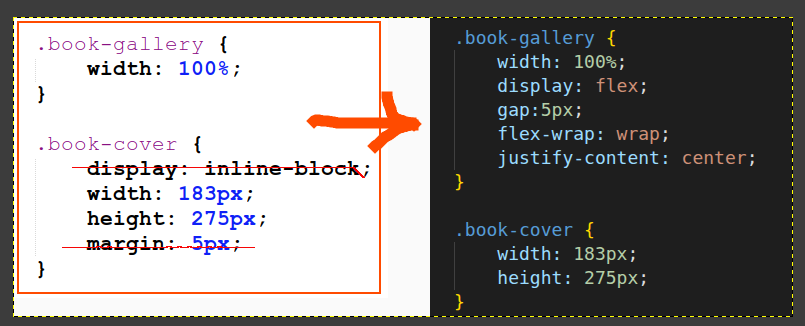 .book-gallery {
width: 100%;
}
.book-cover {
display: inline-block;
width: 183px;
height: 275px;
margin: 5px;
}
.book-gallery {
width: 100%;
display: flex;
gap:5px;
flex-wrap: wrap;
justify-content: center;
}
.book-cover {
width: 183px;
height: 275px;
}